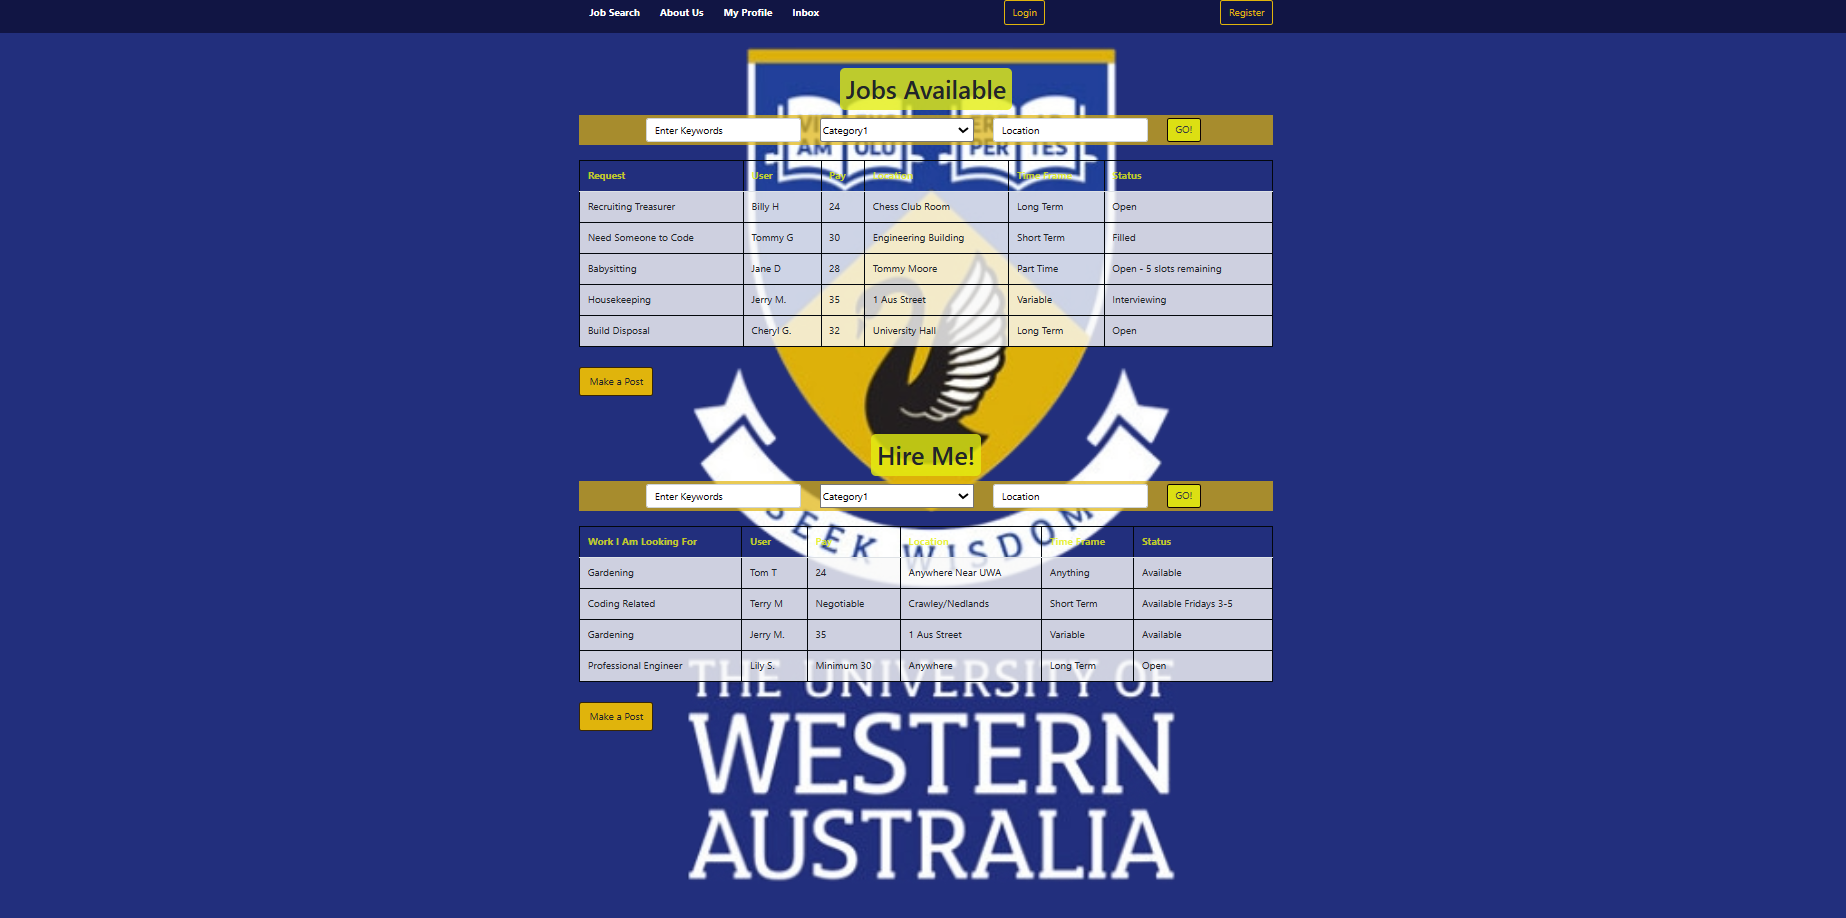 Job Search About Us My Profile Inbox Login Register
Jobs Available
Enter Keywords Category1 Location GO!
AM OLU PER TES
Request User Pay Location Time Frame Status
Recruiting Treasurer Billy H 24 Chess Club Room Long Term Open
Need Someone to Code Tommy G 30 Engineering Building Short Term Filled
Babysitting Jane D 28 Tommy Moore Part Time Open - 5 slots remaining
Housekeeping Jerry M. 35 1 Aus Street Variable Interviewing
Build Disposal Cheryl G. 32 University Hall Long Term Open
Make a Post
Hire Me!
Enter Keywords Category1 Location GO!
SEEK WISDOM
Work I Am Looking For User Pay Location Time Frame Status
Gardening Tom T 24 Anywhere Near UWA Anything Available
Coding Related Terry M Negotiable Crawley/Nedlands Short Term Available Fridays 3-5
Gardening Jerry M. 35 1 Aus Street Variable Available
Professional Engineer Lily S. Minimum 30 Anywhere Long Term Open
Make a Post
THE UNIVERSITY OF
WESTERN
AUSTRALIA